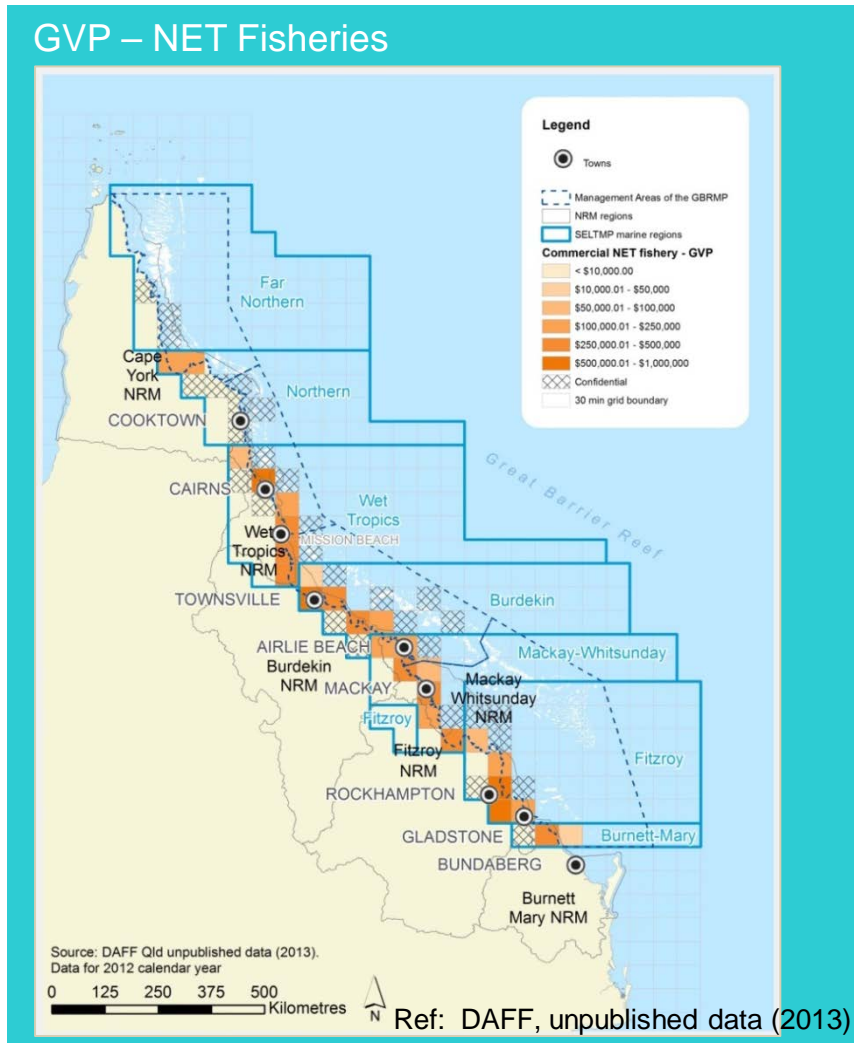 GVP – NET Fisheries
Legend
Towns
Management Areas of the GBRMP
NRM regions
SELTMP marine regions
Commercial NET fishery - GVP
< $10,000.00
$10,000.01 - $50,000
$50,000.01 - $100,000
$100,000.01 - $250,000
$250,000.01 - $500,000
$500,000.01 - $1,000,000
Confidential
30 min grid boundary
Far
Northern
Cape
York
NRM
Northern
COOKTOWN
Great Barrier Reef
CAIRNS
Wet
Tropics
Wet
Tropics
NRM
MISSION BEACH
TOWNSVILLE
Burdekin
AIRLIE BEACH
Mackay-Whitsunday
Burdekin
NRM
MACKAY
Mackay
Whitsunday
NRM
Fitzroy
Fitzroy
NRM
Fitzroy
ROCKHAMPTON
GLADSTONE
Burnett-Mary
BUNDABERG
Burnett
Mary NRM
Source: DAFF Qld unpublished data (2013).
Data for 2012 calendar year
0 125 250 375 500
Kilometres
N
Ref: DAFF, unpublished data (2013)